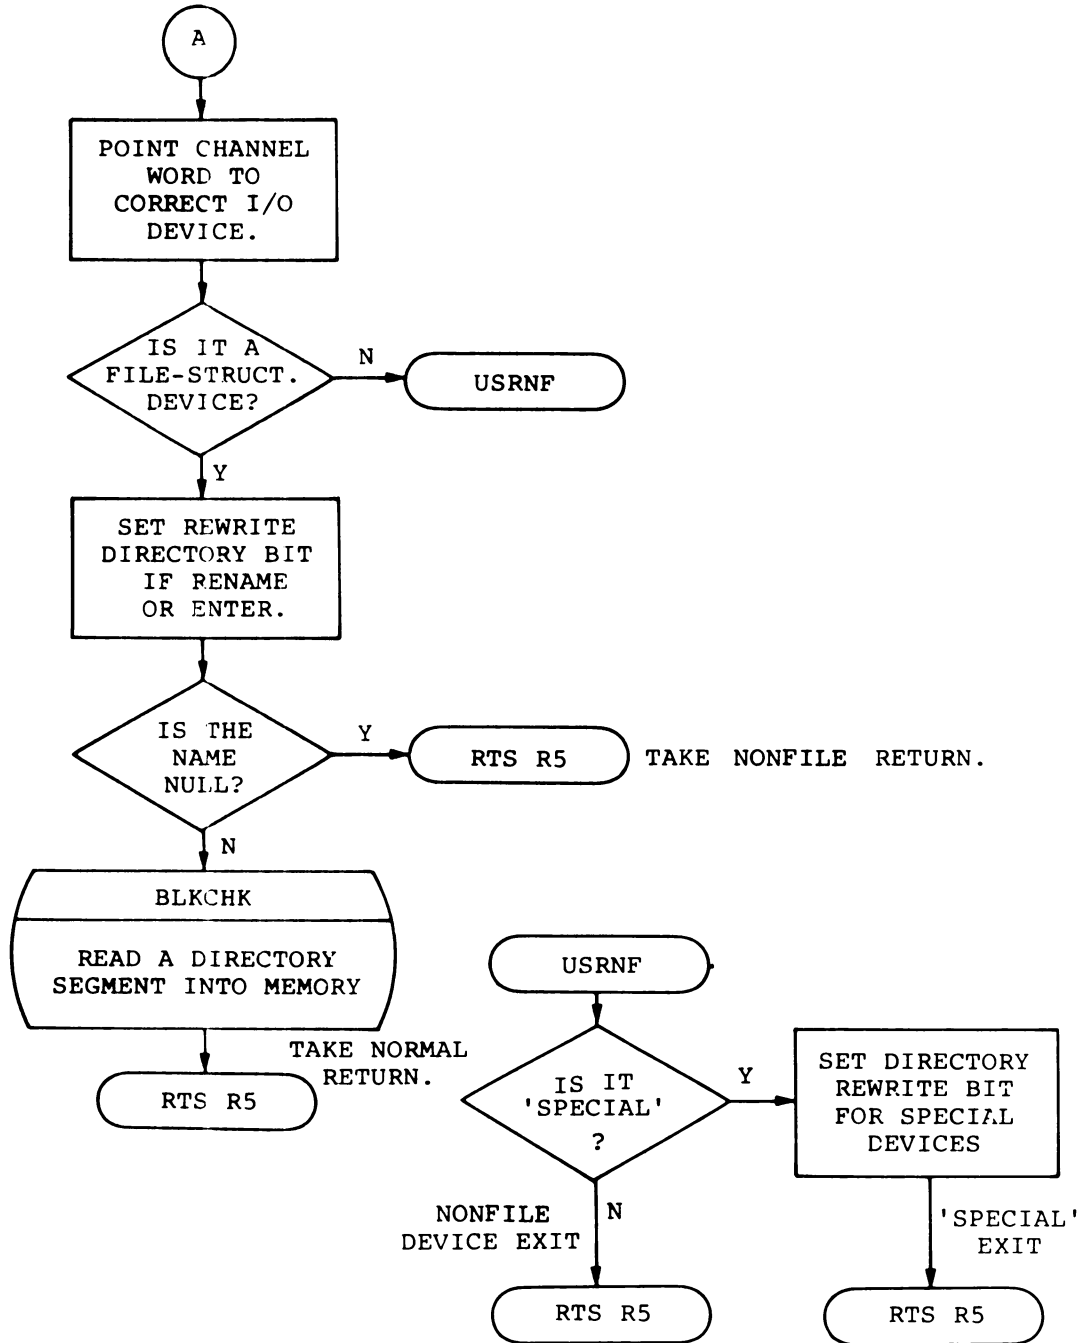 A
POINT CHANNEL
WORD TO
CORRECT I/O
DEVICE.
IS IT A
FILE-STRUCT.
DEVICE?
N
USRNF
Y
SET REWRITE
DIRECTORY BIT
IF RENAME
OR ENTER.
IS THE
NAME
NULL?
Y
RTS R5
TAKE NONFILE RETURN.
N
BLKCHK
READ A DIRECTORY
SEGMENT INTO MEMORY
TAKE NORMAL
RETURN.
RTS R5
USRNF
IS IT
'SPECIAL'
?
Y
SET DIRECTORY
REWRITE BIT
FOR SPECIAL
DEVICES
NONFILE
DEVICE EXIT
N
'SPECIAL'
EXIT
RTS R5
RTS R5